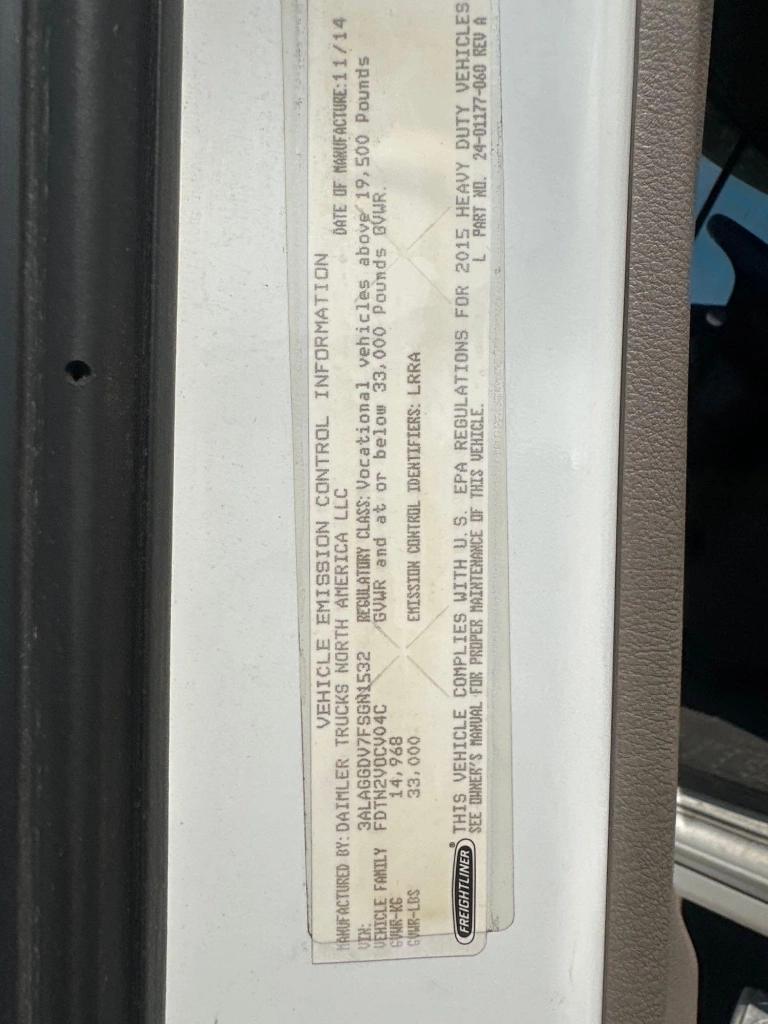 VEHICLE EMISSION CONTROL INFORMATION
MANUFACTURED BY: DAIMLER TRUCKS NORTH AMERICA LLC DATE OF MANUFACTURE: 11/14
VIN: 3ALAGGDV7FSGN1532 REGULATORY CLASS: Vocational vehicles above 19,500 Pounds
VEHICLE FAMILY FDTN2VOCV04C GVWR and at or below 33,000 Pounds GVWR.
GVWR-KG 14,968
GVWR-LBS 33,000 EMISSION CONTROL IDENTIFIERS: LRRA
FREIGHTLINER® THIS VEHICLE COMPLIES WITH U.S. EPA REGULATIONS FOR 2015 HEAVY DUTY VEHICLES
SEE OWNER'S MANUAL FOR PROPER MAINTENANCE OF THIS VEHICLE. L PART NO. 24-01177-060 REV A